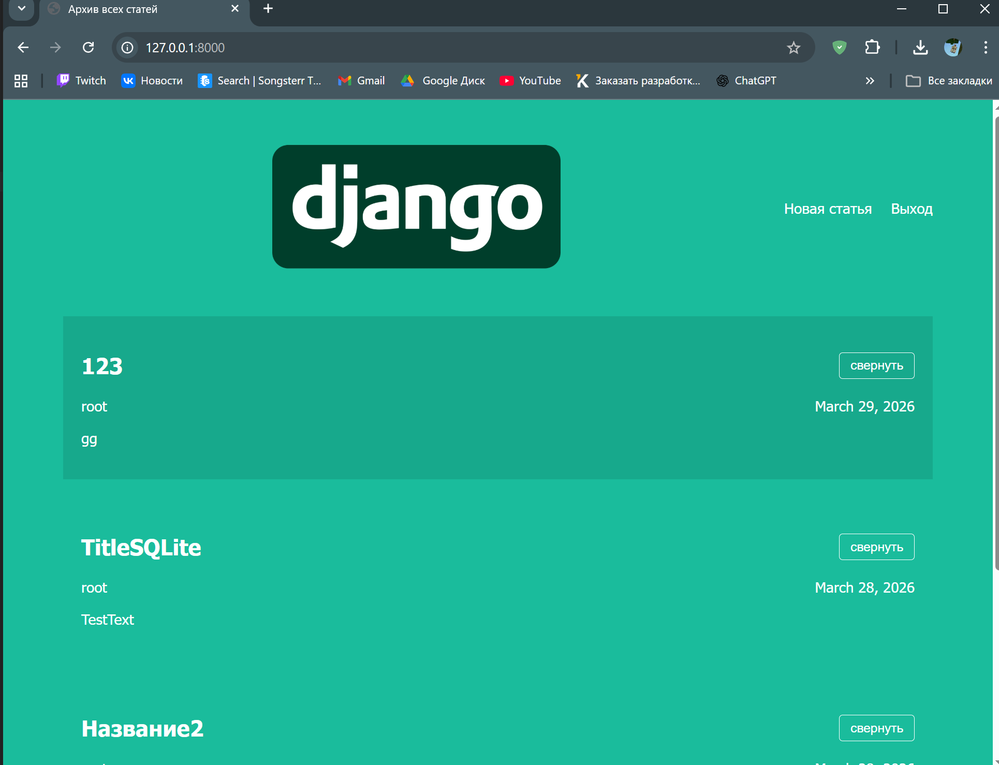 Архив всех статей
127.0.0.1:8000
Twitch Новости Search | Songsterr T... Gmail Google Диск YouTube Заказать разработк... ChatGPT Все закладки
django
Новая статья Выход
123 свернуть
root March 29, 2026
gg
TitleSQLite свернуть
root March 28, 2026
TestText
Название2 свернуть